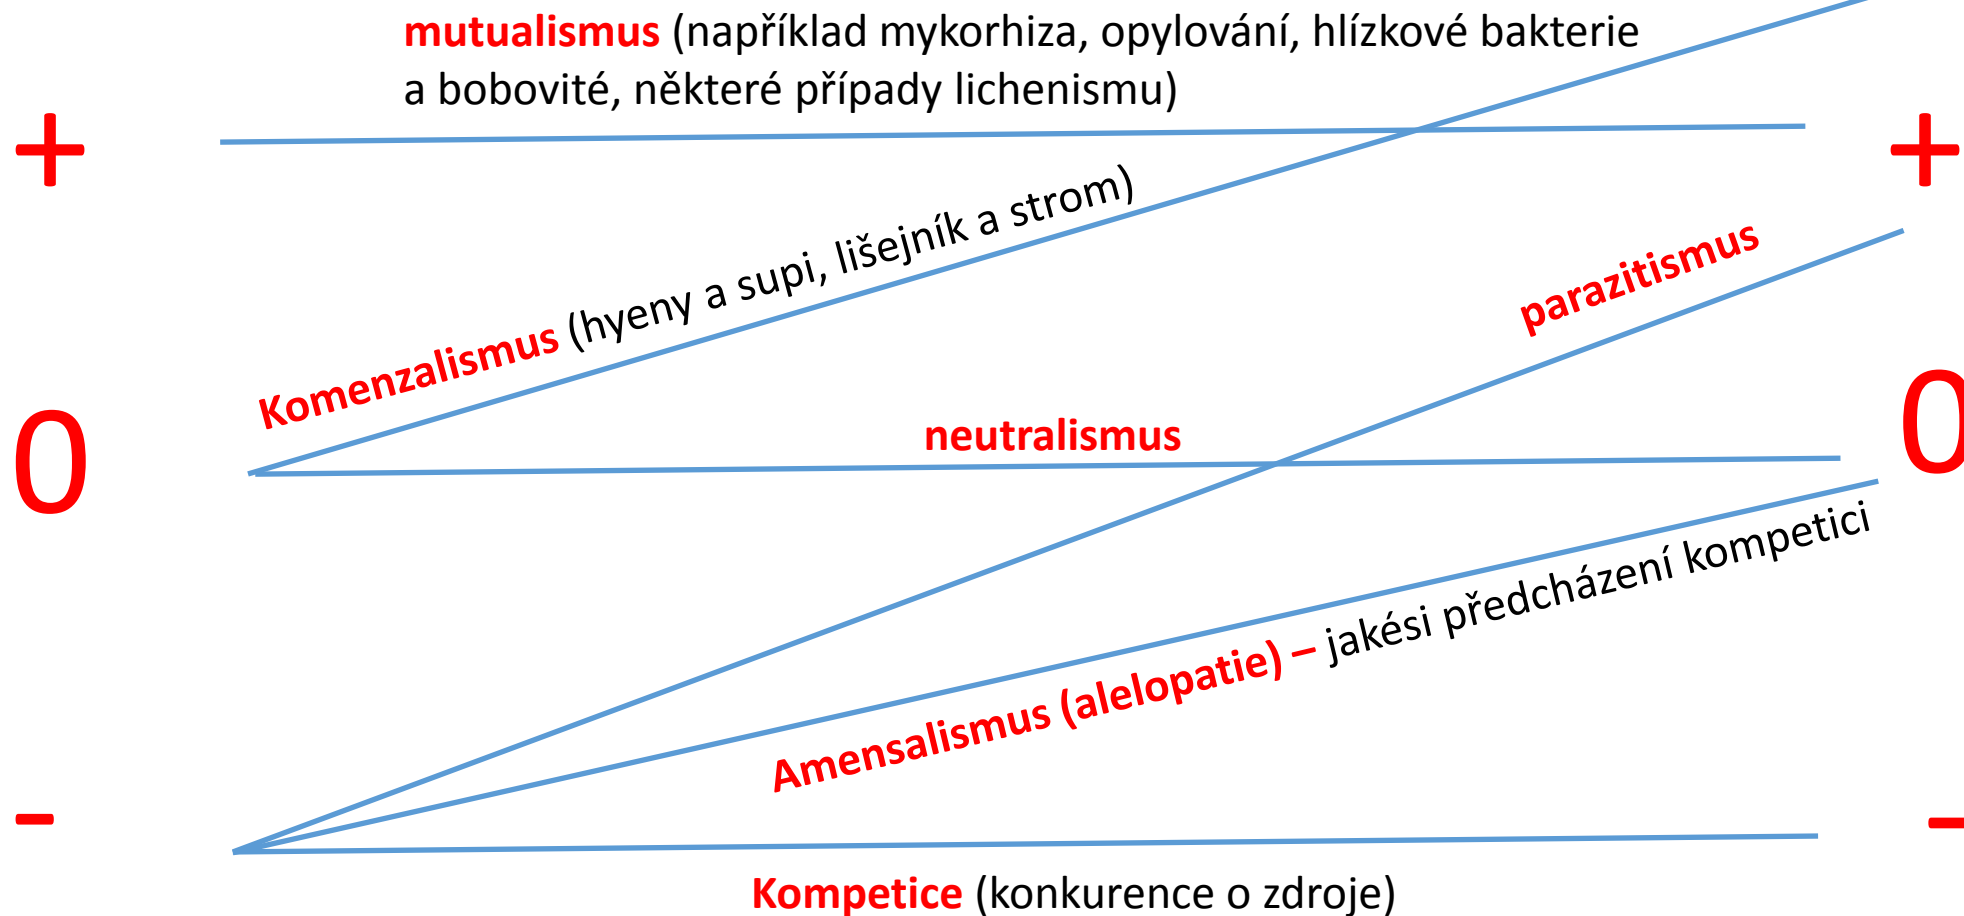 mutualismus (například mykorhiza, opylování, hlízkové bakterie
a bobovité, některé případy lichenismu)
+ +
Komenzalismus (hyeny a supi, lišejník a strom)
parazitismus
0 0
neutralismus
Amensalismus (alelopatie) – jakési předcházení kompetici
- -
Kompetice (konkurence o zdroje)